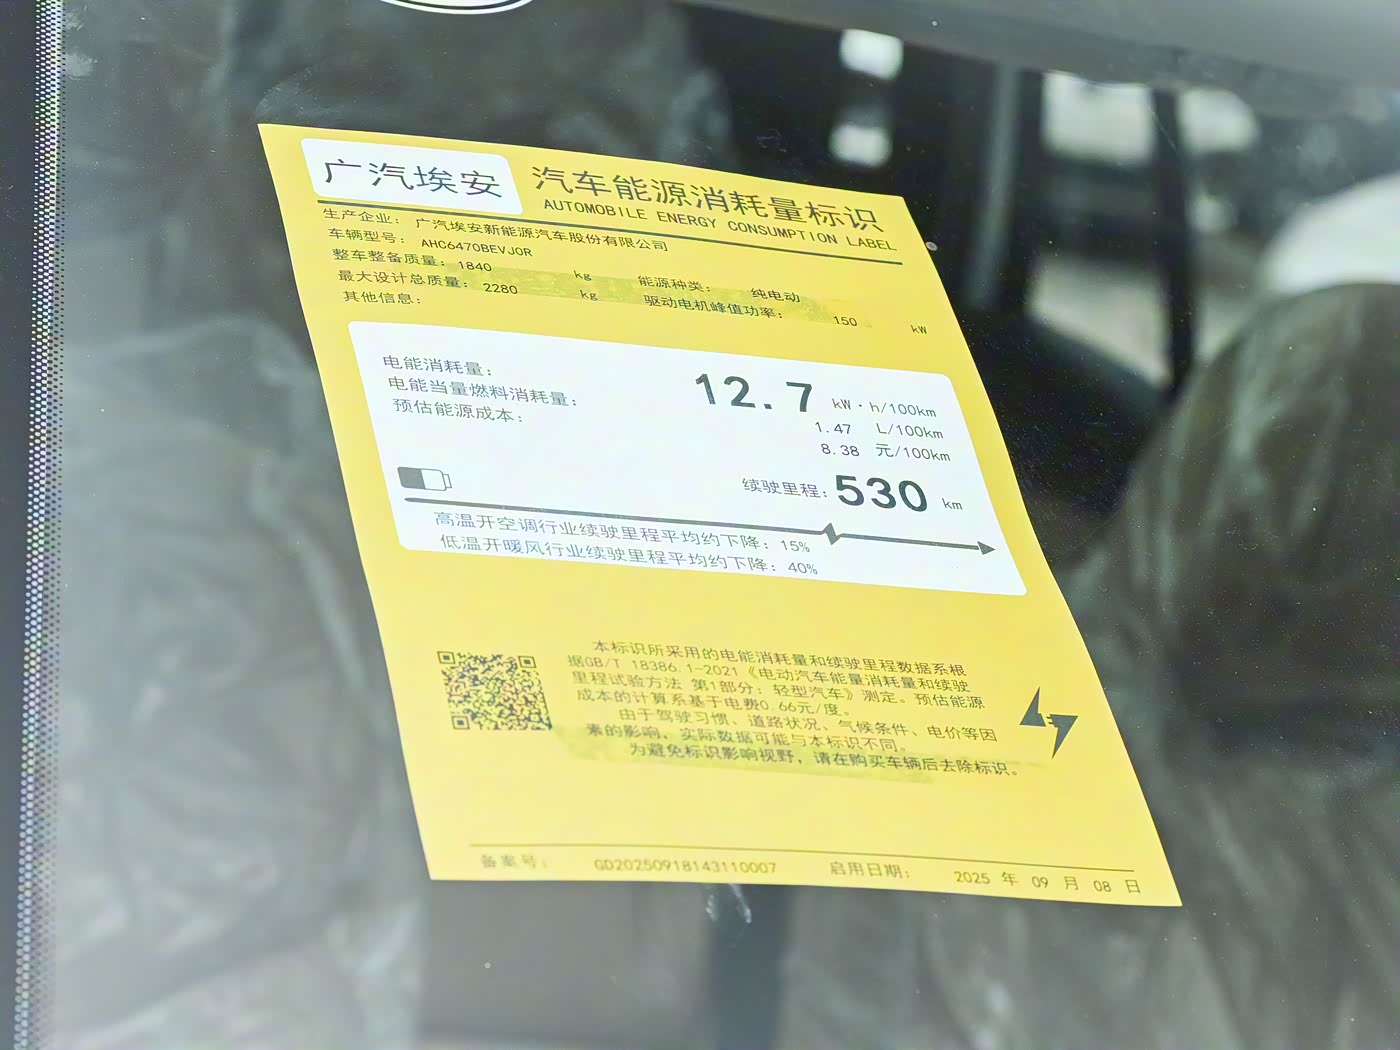 广汽埃安
汽车能源消耗量标识
AUTOMOBILE ENERGY CONSUMPTION LABEL
生产企业: 广汽埃安新能源汽车股份有限公司
车辆型号: AHC6470BEVJ0R
整车整备质量: 1840 kg 能源种类: 纯电动
最大设计总质量: 2280 kg 驱动电机峰值功率: 150 kW
其他信息:
电能消耗量: 12.7 kW·h/100km
电能当量燃料消耗量: 1.47 L/100km
预估能源成本: 8.38 元/100km
续驶里程: 530 km
高温开空调行业续驶里程平均约下降: 15%
低温开暖风行业续驶里程平均约下降: 40%
本标识所采用的电能消耗量和续驶里程数据系根
据GB/T 18386.1-2021《电动汽车能量消耗量和续驶
里程试验方法 第1部分: 轻型汽车》测定。预估能源
成本的计算系基于电费0.66元/度。
由于驾驶习惯、道路状况、气候条件、电价等因
素的影响, 实际数据可能与本标识不同。
为避免标识影响视野, 请在购买车辆后去除标识。
备案号: GD20250918143110007 启用日期: 2025 年 09 月 08 日